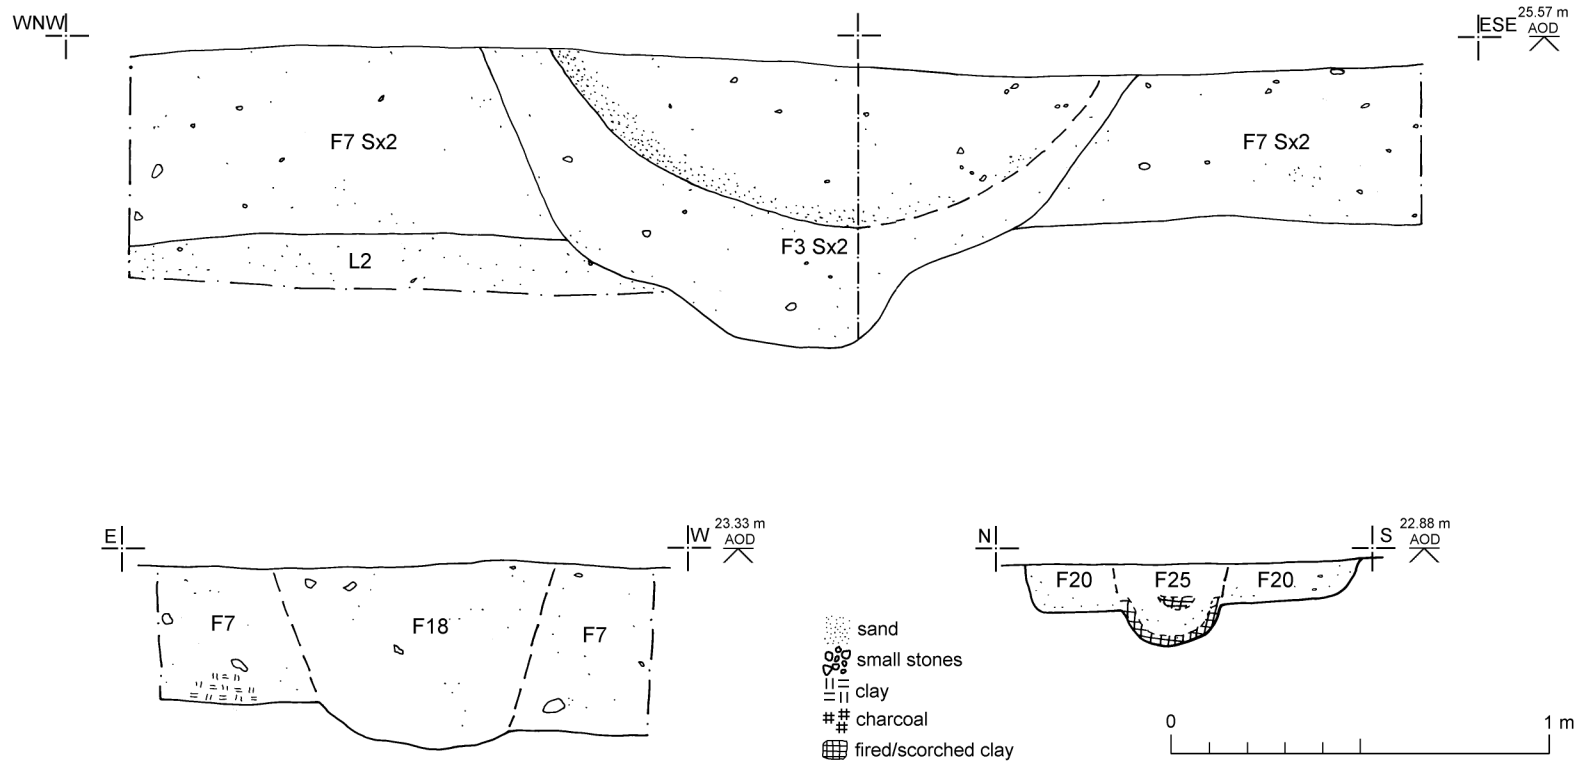 WNW
ESE
25.57 m
AOD
F7 Sx2
F7 Sx2
F3 Sx2
L2
E
W
23.33 m
AOD
F7
F18
F7
N
S
22.88 m
AOD
F20
F25
F20
sand
small stones
clay
charcoal
fired/scorched clay
0
1 m